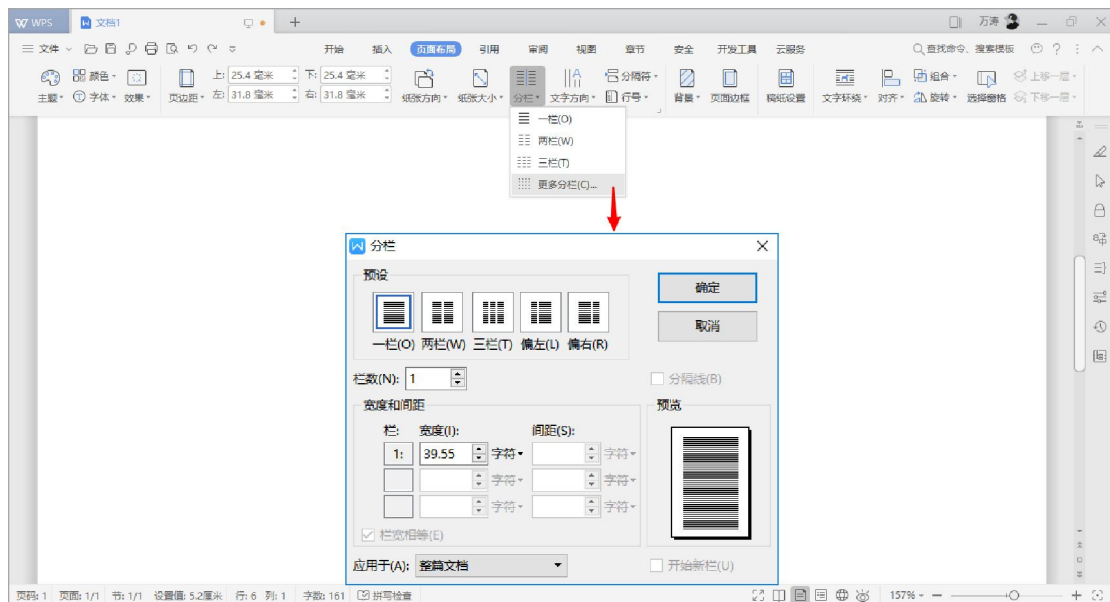 WPS 文档1
万涛
文件 开始 插入 页面布局 引用 审阅 视图 章节 安全 开发工具 云服务 查找命令、搜索模板
颜色 上: 25.4 毫米 下: 25.4 毫米 分隔符 组合 上移一层
主题 字体 效果 页边距 左: 31.8 毫米 右: 31.8 毫米 纸张方向 纸张大小 分栏 文字方向 行号 背景 页面边框 稿纸设置 文字环绕 对齐 旋转 选择窗格 下移一层
一栏(O)
两栏(W)
三栏(T)
更多分栏(C)...
分栏
预设
确定
取消
一栏(O) 两栏(W) 三栏(T) 偏左(L) 偏右(R)
栏数(N): 1 分隔线(B)
宽度和间距 预览
栏: 宽度(I): 间距(S):
1: 39.55 字符 字符
字符 字符
字符 字符
栏宽相等(E)
应用于(A): 整篇文档 开始新栏(U)
页码: 1 页面: 1/1 节: 1/1 设置值: 5.2厘米 行: 6 列: 1 字数: 161 拼写检查 157%